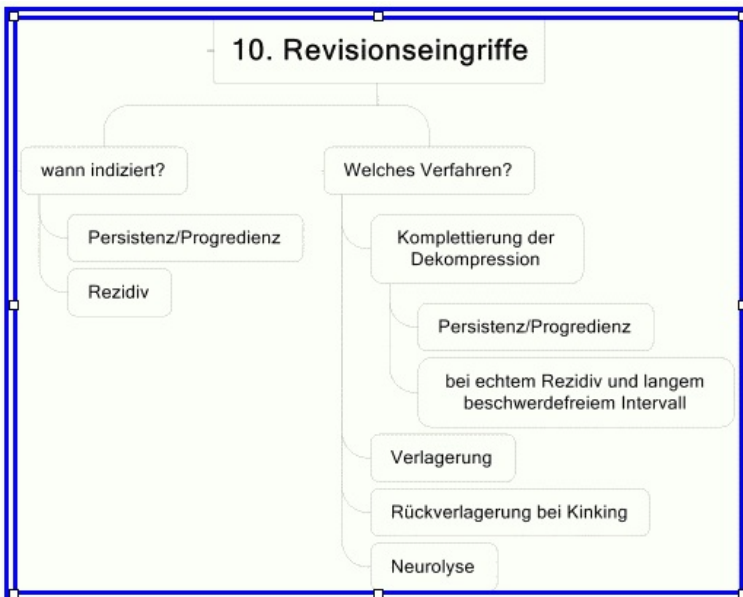 10. Revisionseingriffe
wann indiziert?
Persistenz/Progredienz
Rezidiv
Welches Verfahren?
Komplettierung der
Dekompression
Persistenz/Progredienz
bei echtem Rezidiv und langem
beschwerdefreiem Intervall
Verlagerung
Rückverlagerung bei Kinking
Neurolyse